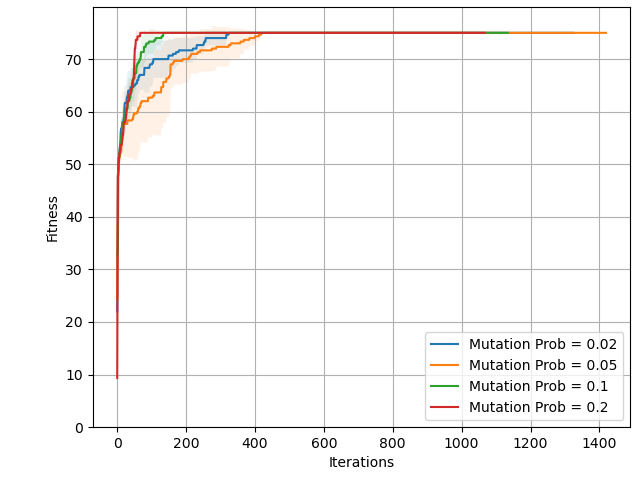 70
60
50
40
30
20
10
0
Fitness
0 200 400 600 800 1000 1200 1400
Iterations
Mutation Prob = 0.02
Mutation Prob = 0.05
Mutation Prob = 0.1
Mutation Prob = 0.2